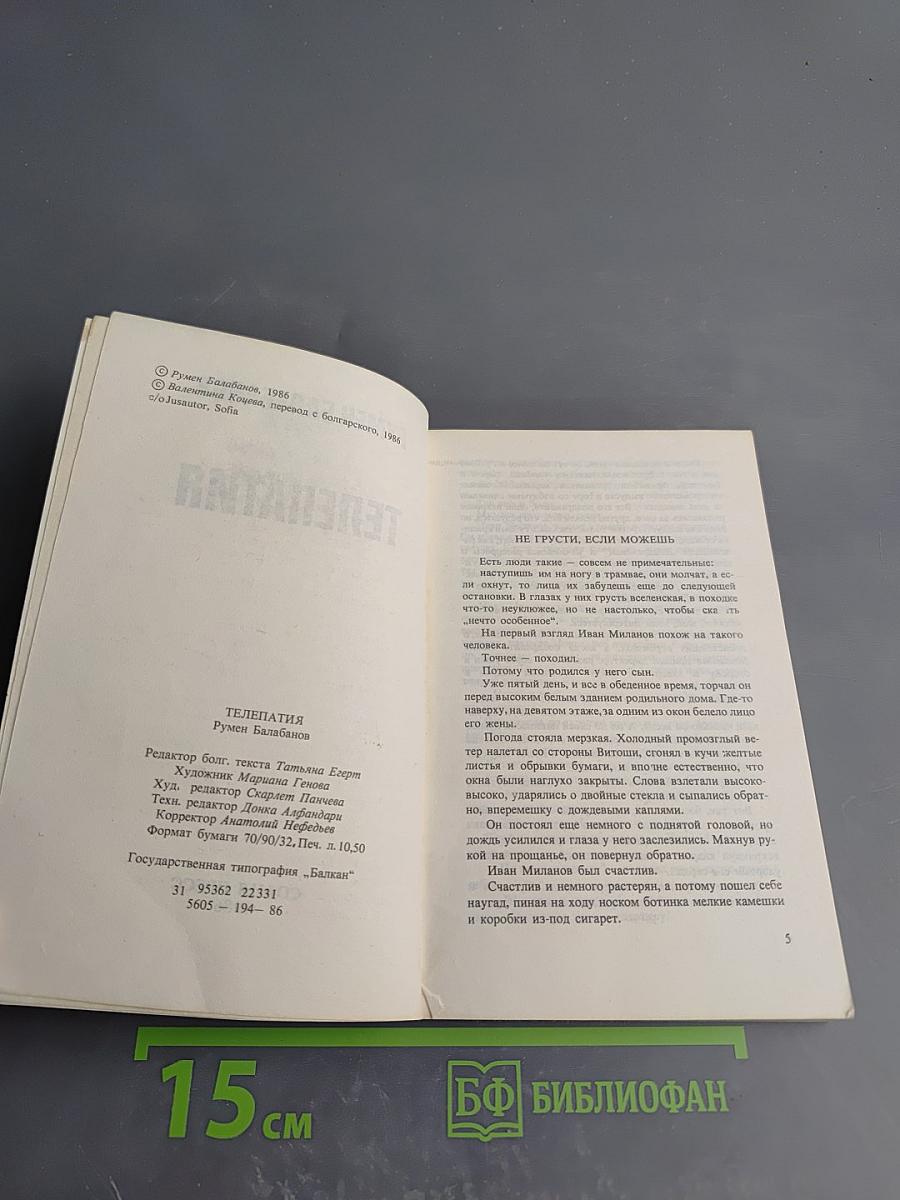 © Румен Балабанов, 1986
© Валентина Коцева, перевод с болгарского, 1986
c/o Jusautor, Sofia
ТЕЛЕПАТИЯ
ТЕЛЕПАТИЯ
Румен Балабанов
Редактор болг. текста Татьяна Егерт
Художник Мариана Генова
Худ. редактор Скарлет Панчева
Техн. редактор Донка Алфандари
Корректор Анатолий Нефедьев
Формат бумаги 70/90/32, Печ. л. 10,50
Государственная типография „Балкан“
31 95362 22331
5605 — 194— 86
НЕ ГРУСТИ, ЕСЛИ МОЖЕШЬ
Есть люди такие — совсем не примечательные:
наступишь им на ногу в трамвае, они молчат, а ес-
ли охнут, то лица их забудешь еще до следующей
остановки. В глазах у них грусть вселенская, в походке
что-то неуклюжее, но не настолько, чтобы ска ть
„нечто особенное“.
На первый взгляд Иван Миланов похож на такого
человека.
Точнее — походил.
Потому что родился у него сын.
Уже пятый день, и все в обеденное время, торчал он
перед высоким белым зданием родильного дома. Где-то
наверху, на девятом этаже, за одним из окон белело лицо
его жены.
Погода стояла мерзкая. Холодный промозглый ве-
тер налетал со стороны Витоши, сгонял в кучи желтые
листья и обрывки бумаги, и вполне естественно, что
окна были наглухо закрыты. Слова взлетали высоко-
высоко, ударялись о двойные стекла и сыпались обрат-
но, вперемешку с дождевыми каплями.
Он постоял еще немного с поднятой головой, но
дождь усилился и глаза у него заслезились. Махнув ру-
кой на прощанье, он повернул обратно.
Иван Миланов был счастлив.
Счастлив и немного растерян, а потому пошел себе
наугад, пиная на ходу носком ботинка мелкие камешки
и коробки из-под сигарет.
5
15 см
БФ БИБЛИОФАН